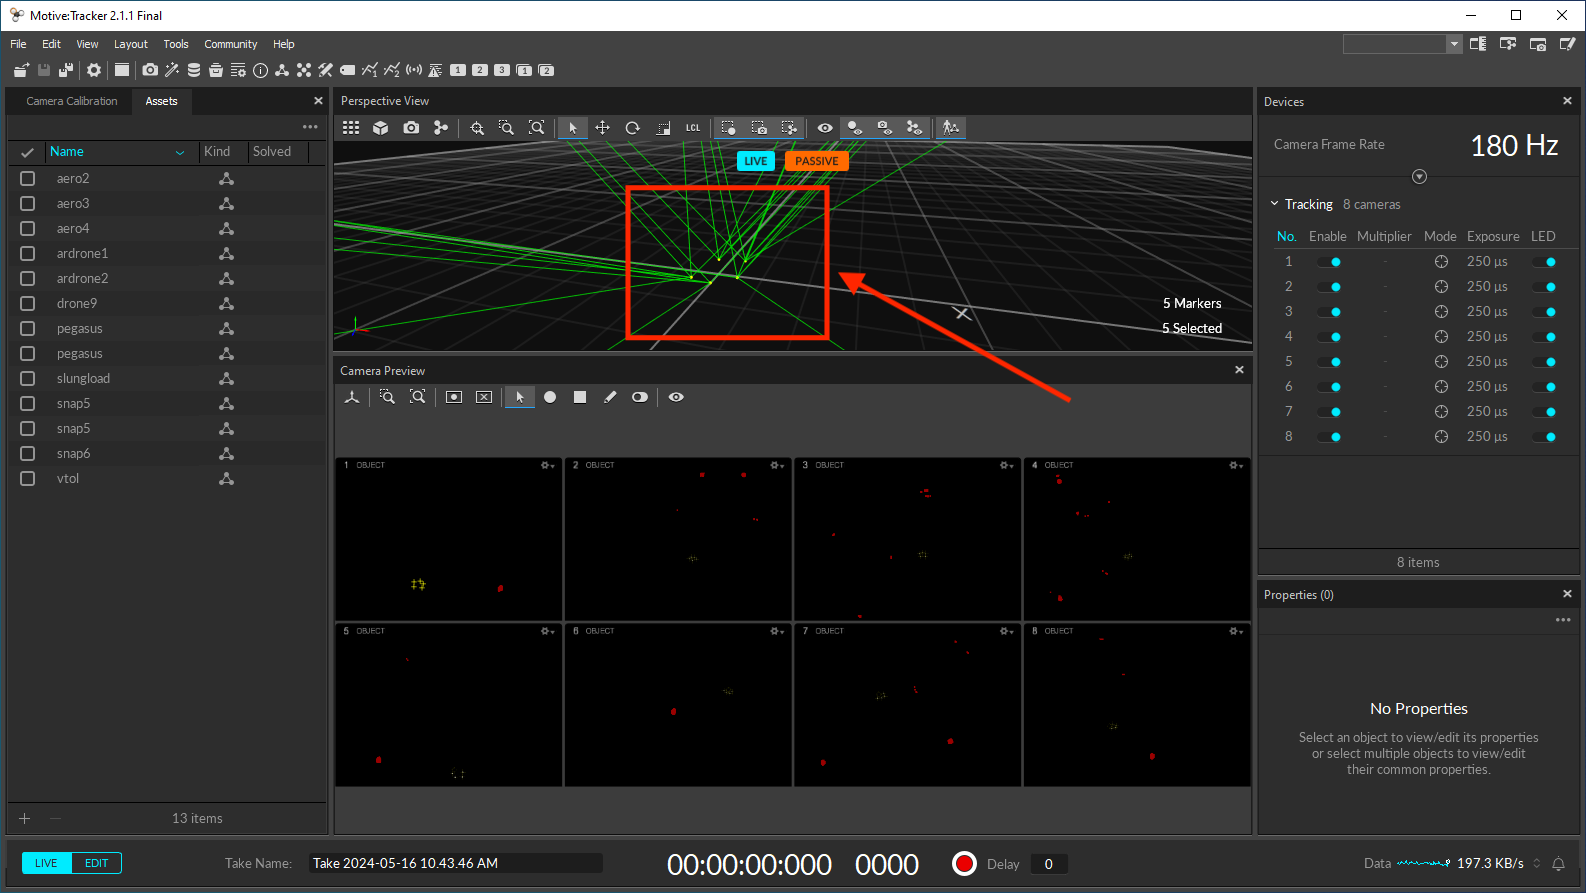 Motive:Tracker 2.1.1 Final
File Edit View Layout Tools Community Help
1 2 3 1 2
Camera Calibration Assets
Name Kind Solved
aero2
aero3
aero4
ardrone1
ardrone2
drone9
pegasus
pegasus
slungload
snap5
snap5
snap6
vtol
13 items
Perspective View
LCL
LIVE PASSIVE
5 Markers
5 Selected
Camera Preview
1 OBJECT
2 OBJECT
3 OBJECT
4 OBJECT
5 OBJECT
6 OBJECT
7 OBJECT
8 OBJECT
Devices
Camera Frame Rate 180 Hz
Tracking 8 cameras
No. Enable Multiplier Mode Exposure LED
1 - 250 µs
2 - 250 µs
3 - 250 µs
4 - 250 µs
5 - 250 µs
6 - 250 µs
7 - 250 µs
8 - 250 µs
8 items
Properties (0)
No Properties
Select an object to view/edit its properties
or select multiple objects to view/edit
their common properties.
LIVE EDIT
Take Name: Take 2024-05-16 10.43.46 AM
00:00:00:000 0000
Delay 0
Data 197.3 KB/s